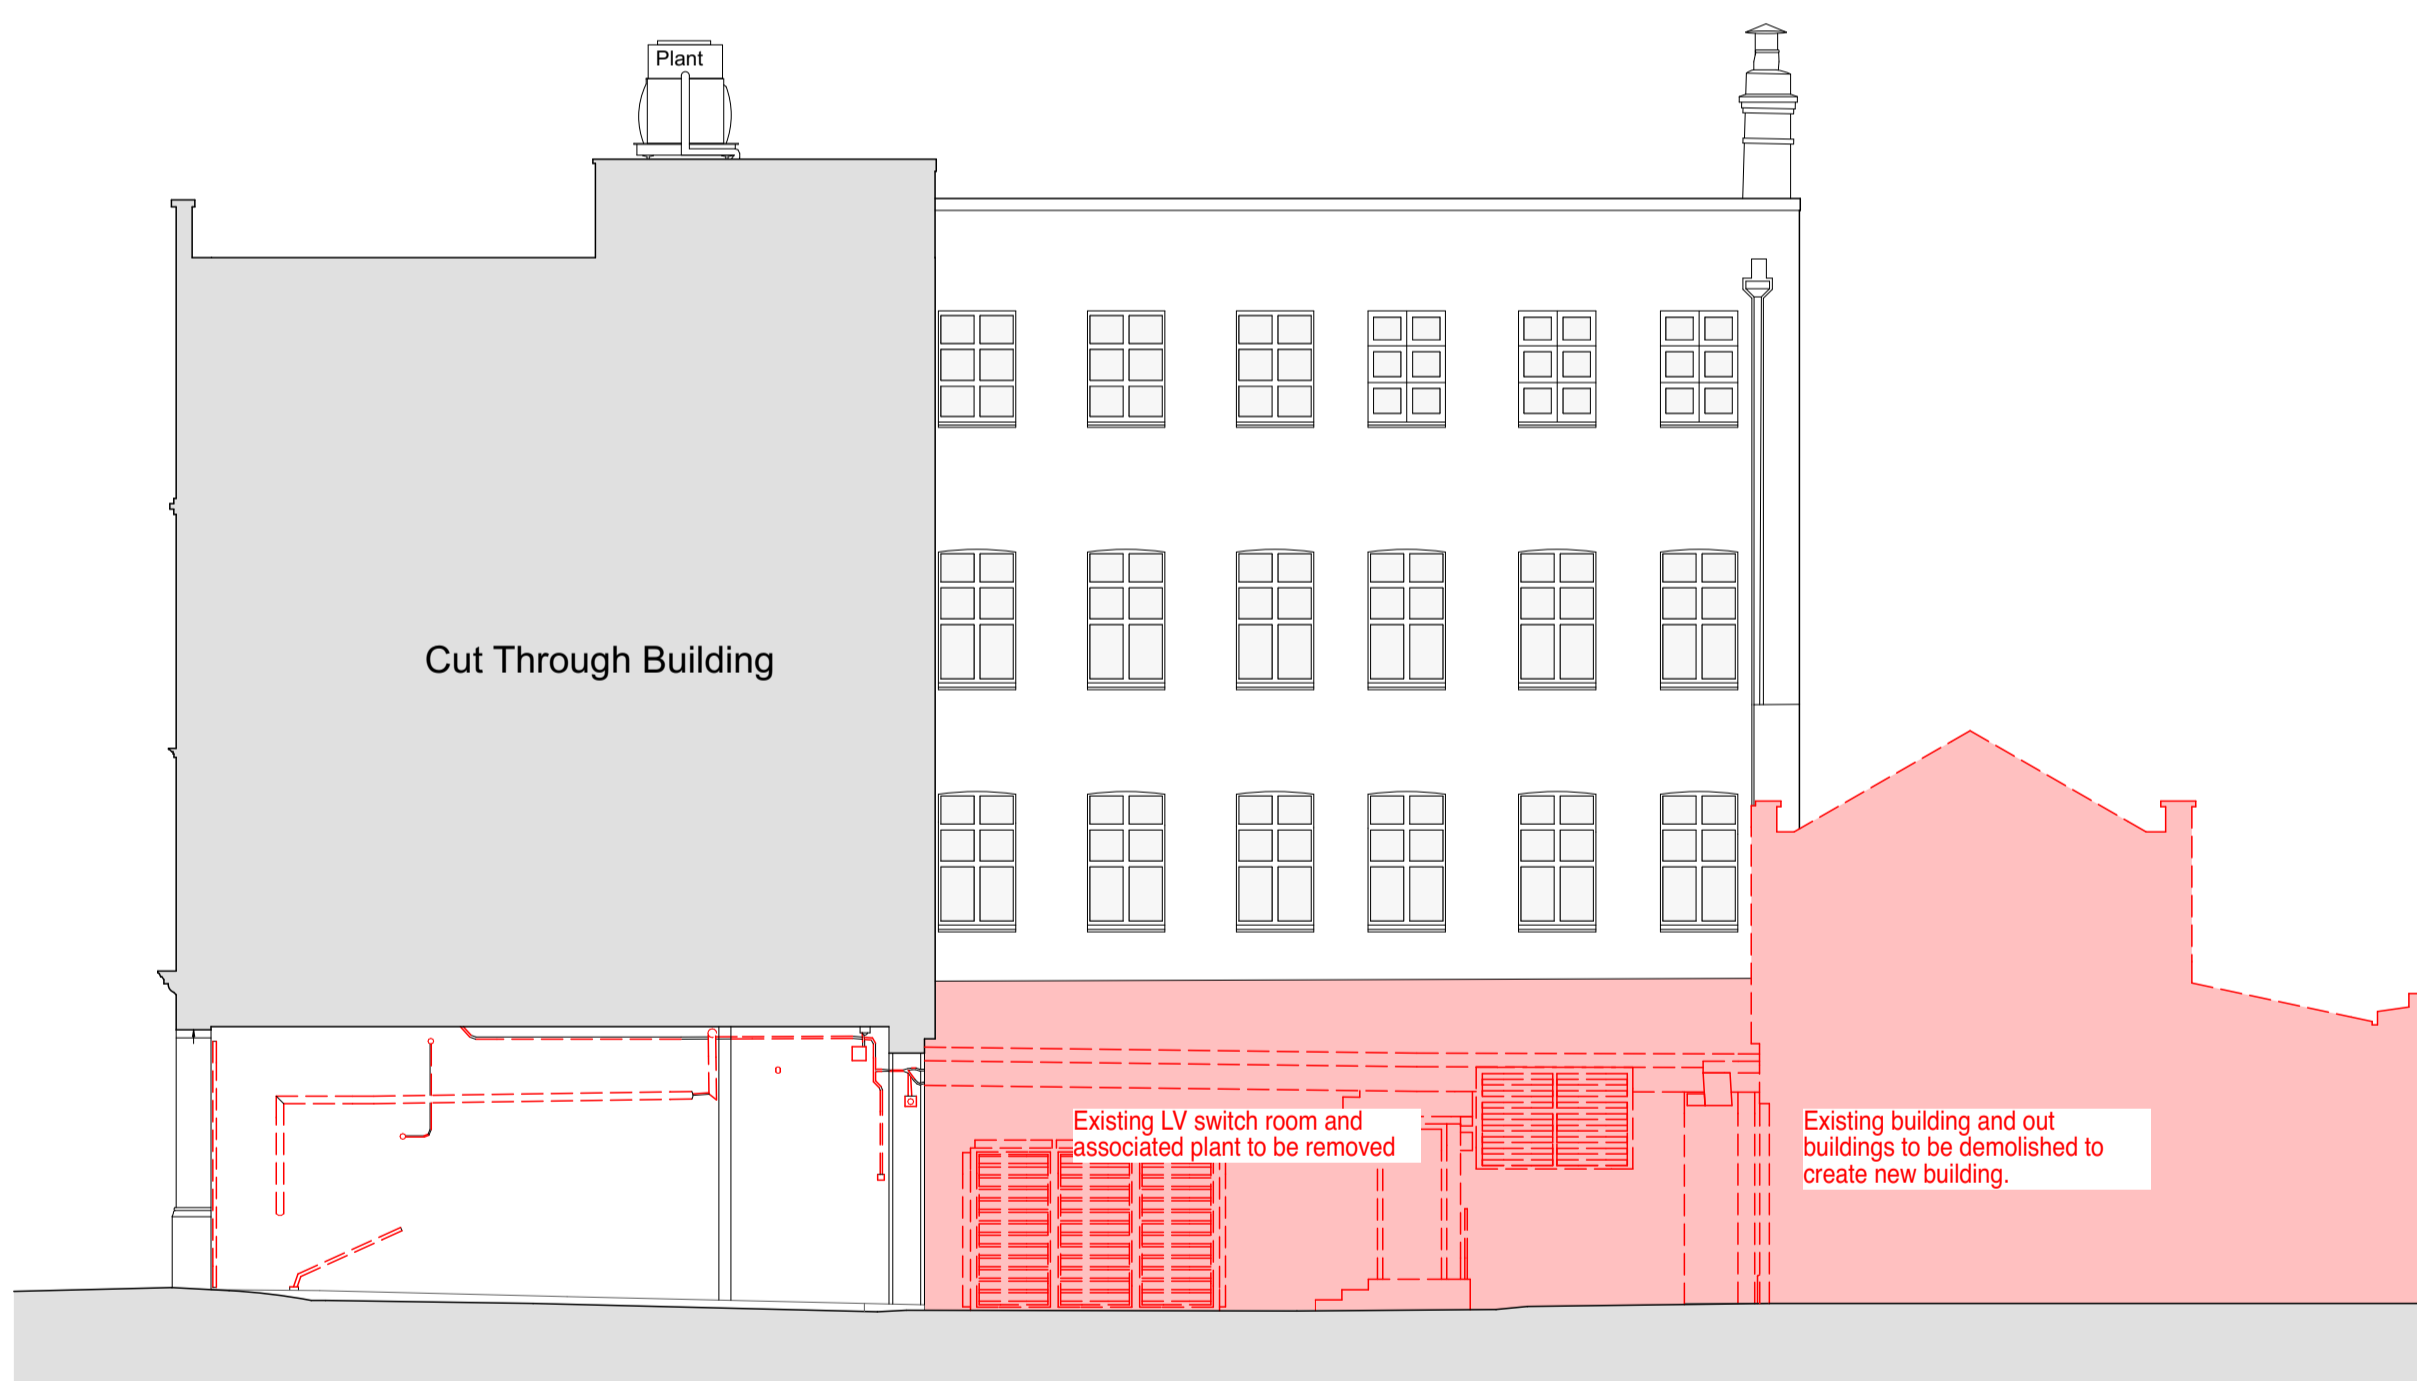 Plant
Cut Through Building
Existing LV switch room and
associated plant to be removed
Existing building and out
buildings to be demolished to
create new building.